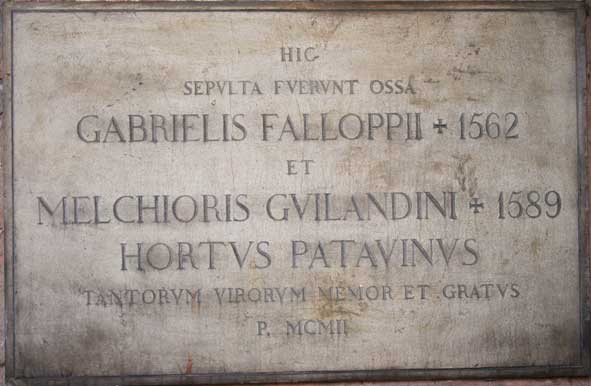 HIC
SEPVLTA FVERVNT OSSA
GABRIELIS FALLOPPII ✝ 1562
ET
MELCHIORIS GVILANDINI ✝ 1589
HORTVS PATAVINVS
TANTORVM VIRORVM MEMOR ET GRATVS
P. MCMII